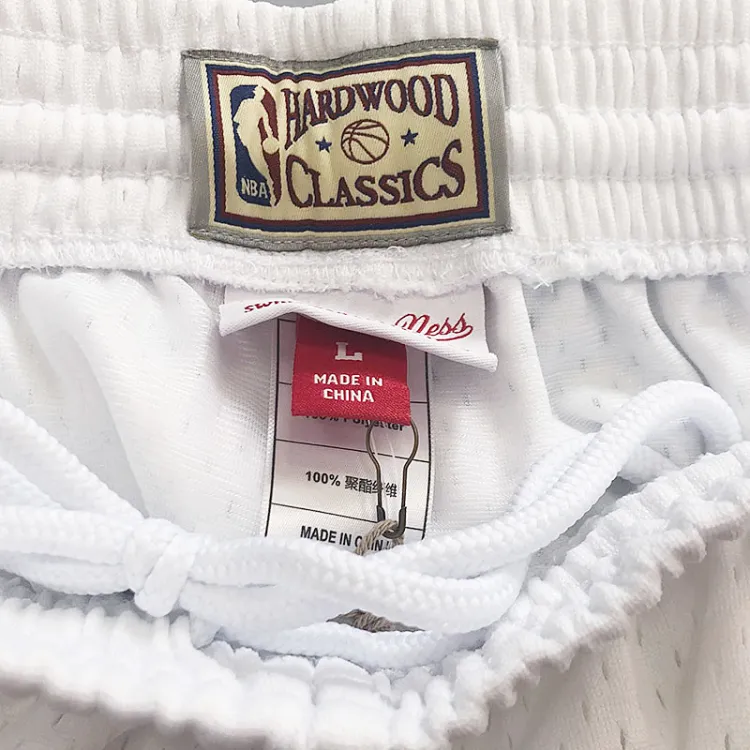 HARDWOOD
NBA
CLASSICS
Ness
L
MADE IN
CHINA
100% 聚酯纤维
MADE IN